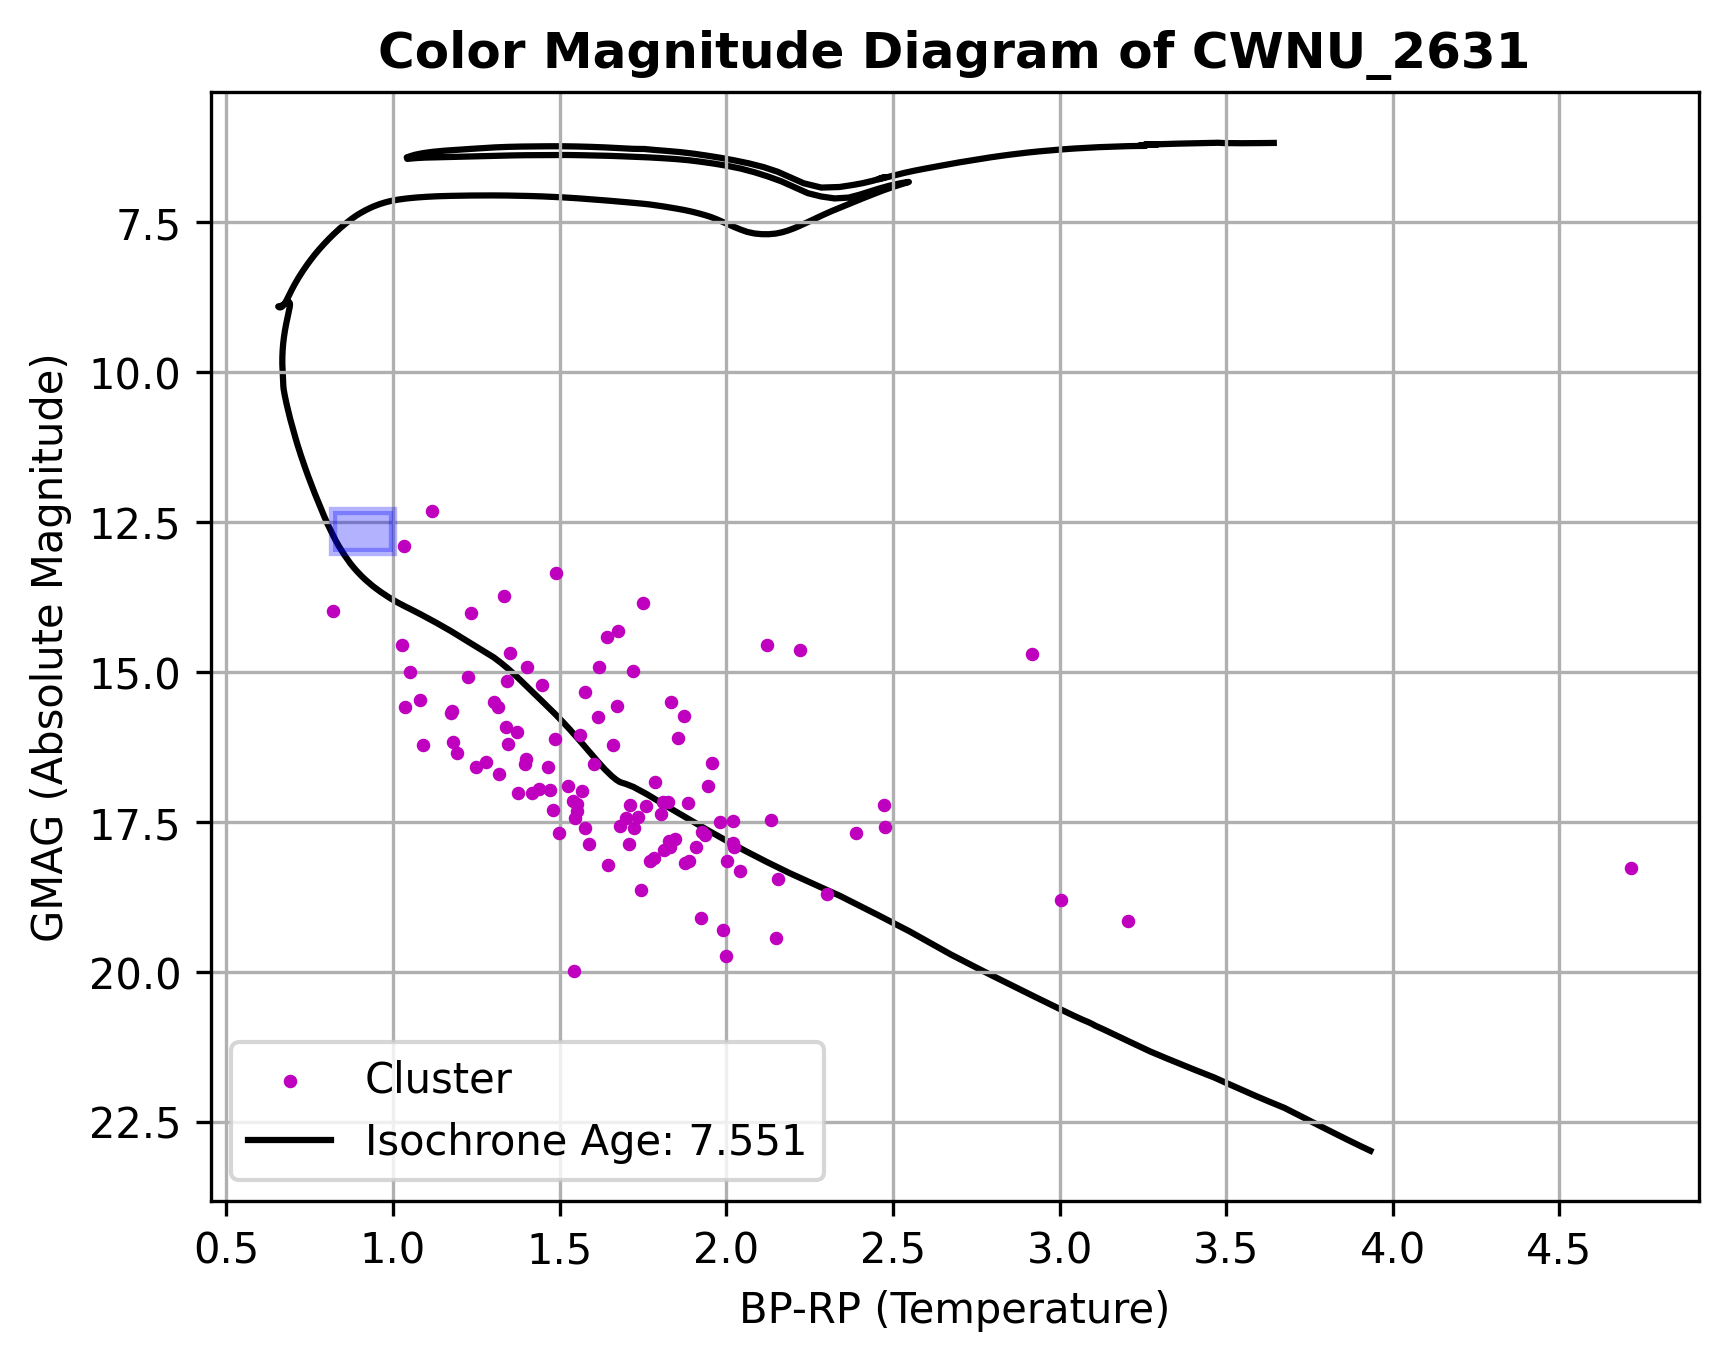 Color Magnitude Diagram of CWNU_2631
GMAG (Absolute Magnitude)
7.5
10.0
12.5
15.0
17.5
20.0
22.5
Cluster
Isochrone Age: 7.551
0.5 1.0 1.5 2.0 2.5 3.0 3.5 4.0 4.5
BP-RP (Temperature)